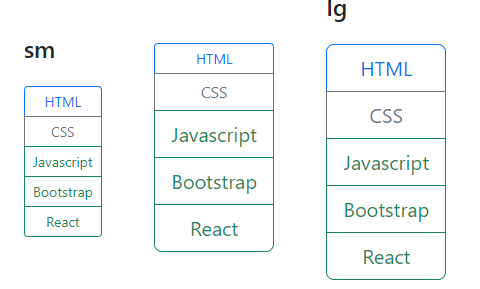 sm
HTML
CSS
Javascript
Bootstrap
React
HTML
CSS
Javascript
Bootstrap
React
lg
HTML
CSS
Javascript
Bootstrap
React